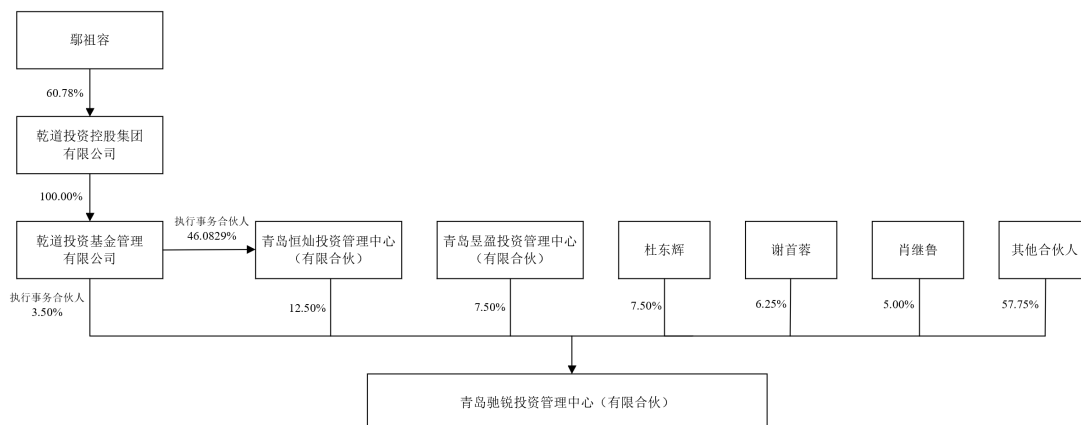 鄢祖容
60.78%
乾道投资控股集团
有限公司
100.00%
乾道投资基金管理
有限公司
执行事务合伙人
46.0829%
青岛恒灿投资管理中心
（有限合伙）
青岛昱盈投资管理中心
（有限合伙）
杜东辉
谢首蓉
肖继鲁
其他合伙人
执行事务合伙人
3.50%
12.50%
7.50%
7.50%
6.25%
5.00%
57.75%
青岛驰锐投资管理中心（有限合伙）